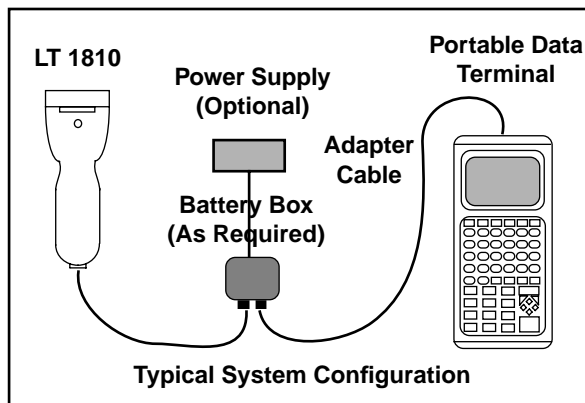 LT 1810
Power Supply
(Optional)
Portable Data
Terminal
Adapter
Cable
Battery Box
(As Required)
Typical System Configuration